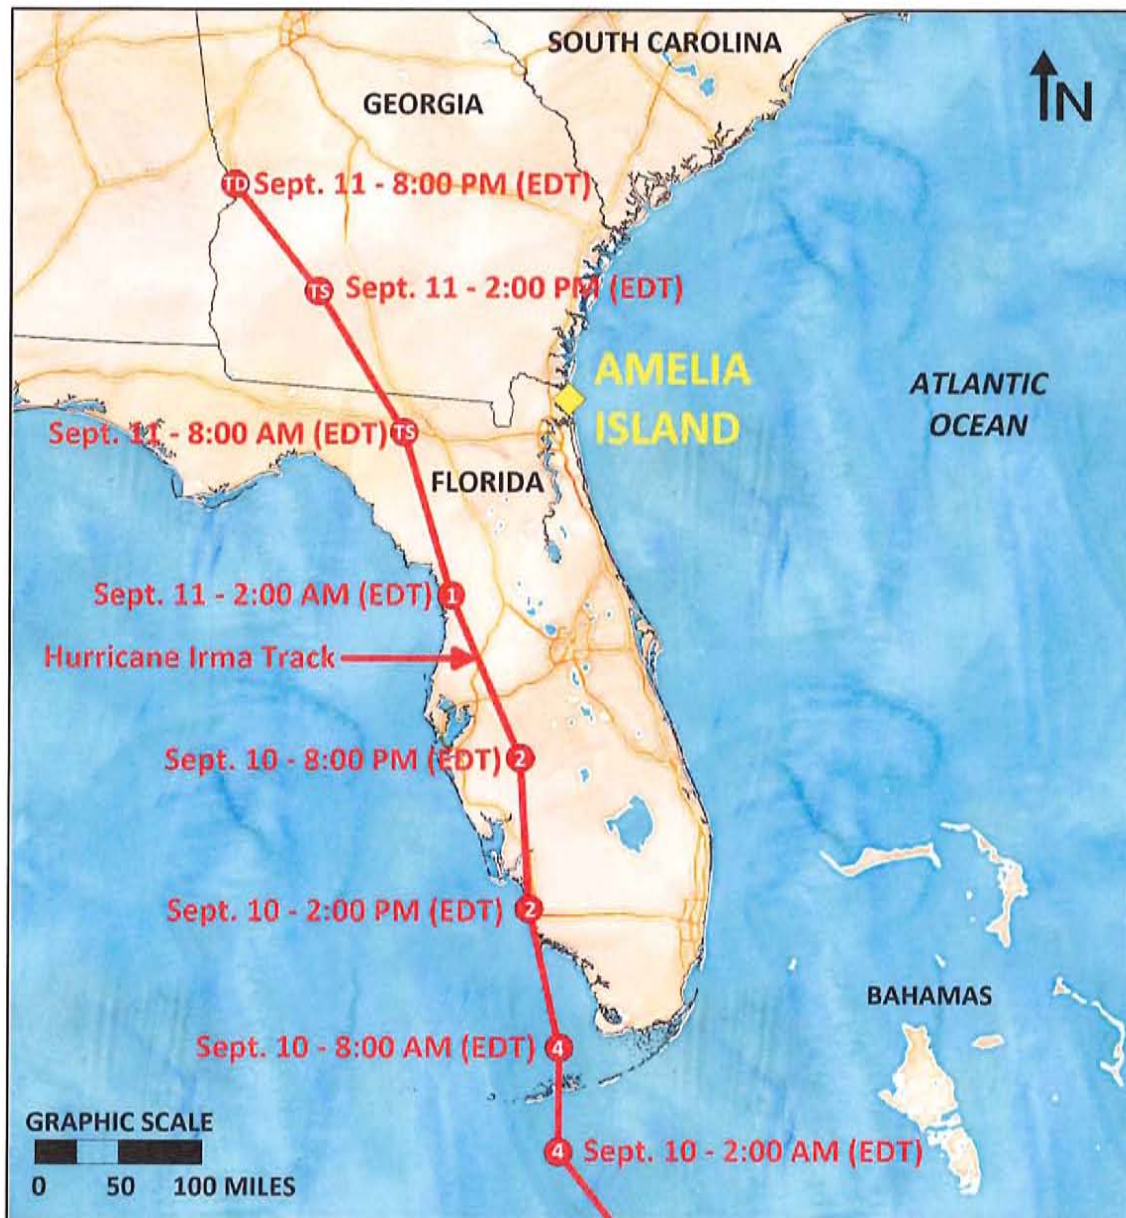 SOUTH CAROLINA
GEORGIA
N
TD Sept. 11 - 8:00 PM (EDT)
TS Sept. 11 - 2:00 PM (EDT)
AMELIA
ISLAND
ATLANTIC
OCEAN
Sept. 11 - 8:00 AM (EDT) TS
FLORIDA
Sept. 11 - 2:00 AM (EDT) 1
Hurricane Irma Track
Sept. 10 - 8:00 PM (EDT) 2
Sept. 10 - 2:00 PM (EDT) 2
BAHAMAS
Sept. 10 - 8:00 AM (EDT) 4
4 Sept. 10 - 2:00 AM (EDT)
GRAPHIC SCALE
0 50 100 MILES